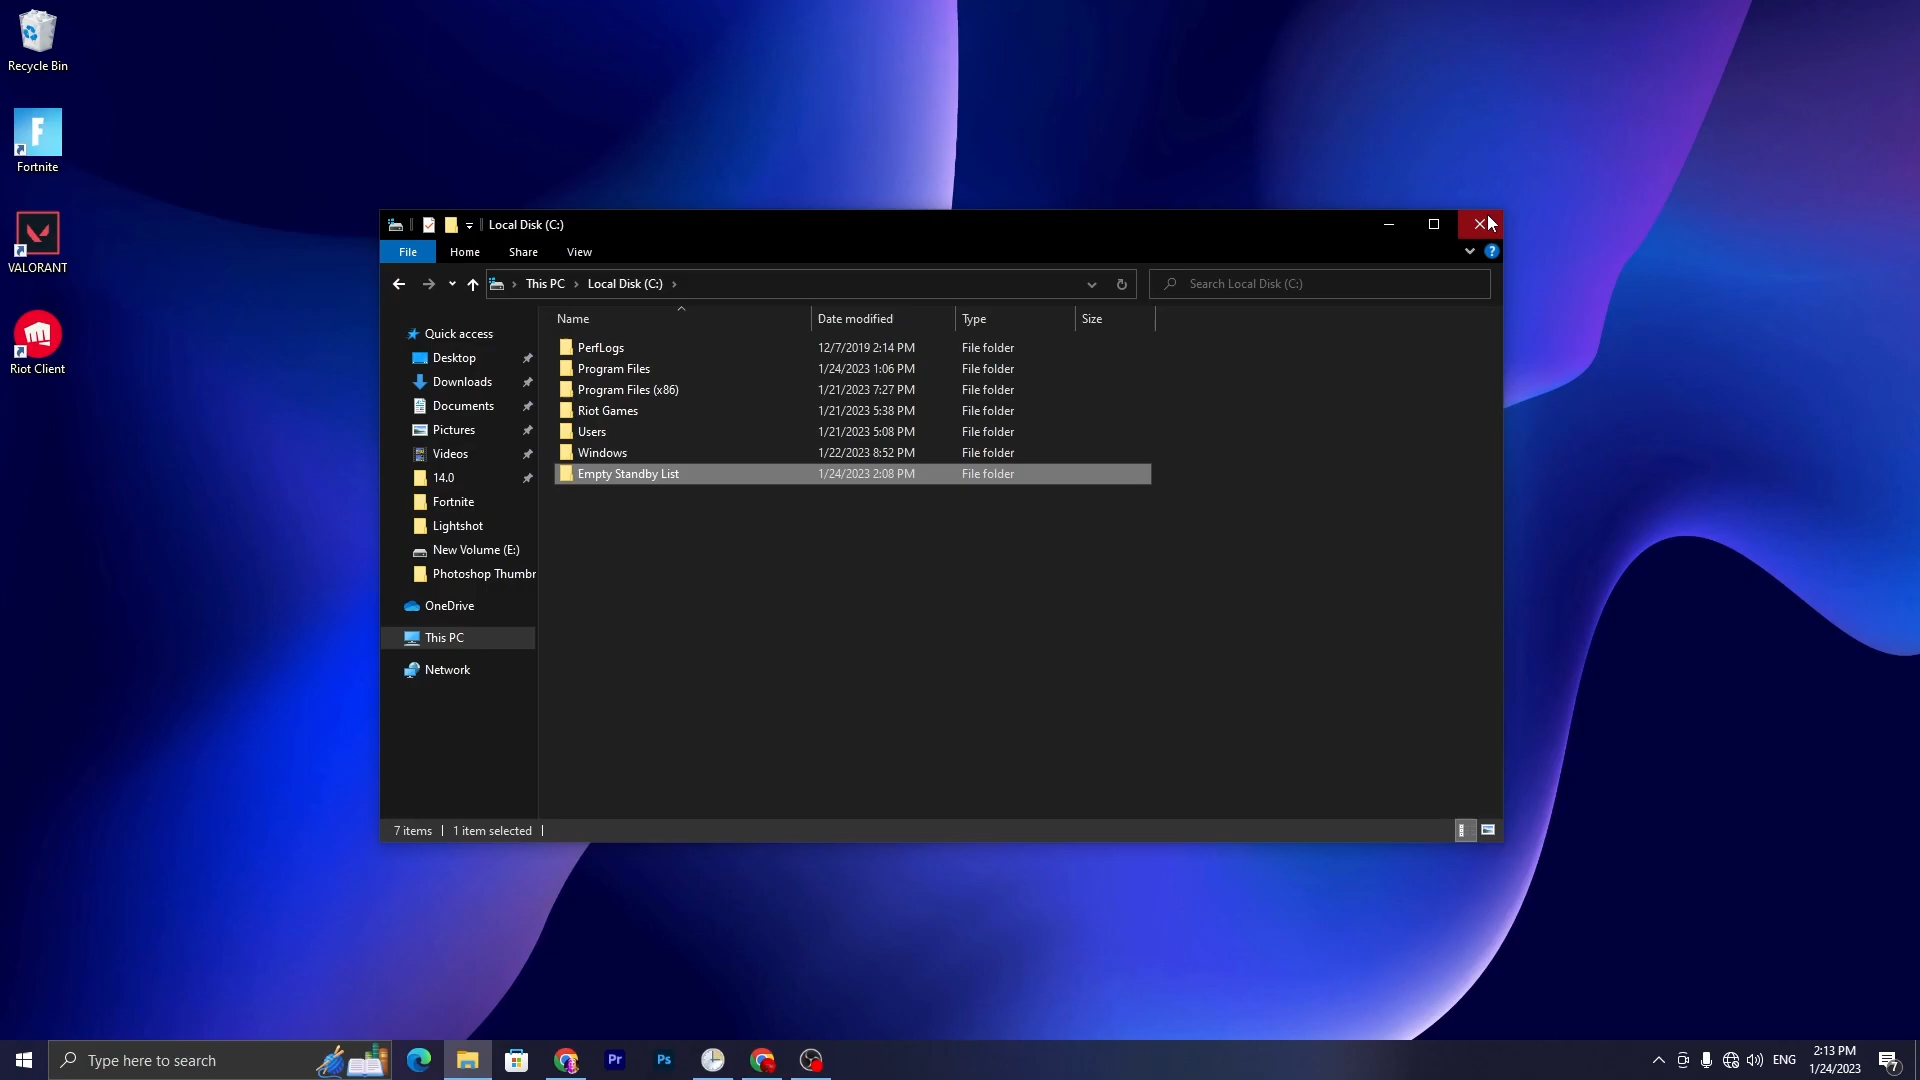 Recycle Bin
Fortnite
VALORANT
Riot Client
Local Disk (C:)
File Home Share View
This PC Local Disk (C:)
Search Local Disk (C:)
Quick access
Desktop
Downloads
Documents
Pictures
Videos
14.0
Fortnite
Lightshot
New Volume (E:)
Photoshop Thumbr
OneDrive
This PC
Network
Name Date modified Type Size
PerfLogs 12/7/2019 2:14 PM File folder
Program Files 1/24/2023 1:06 PM File folder
Program Files (x86) 1/21/2023 7:27 PM File folder
Riot Games 1/21/2023 5:38 PM File folder
Users 1/21/2023 5:08 PM File folder
Windows 1/22/2023 8:52 PM File folder
Empty Standby List 1/24/2023 2:08 PM File folder
7 items 1 item selected
Type here to search
Pr
Ps
ENG
2:13 PM
1/24/2023
7